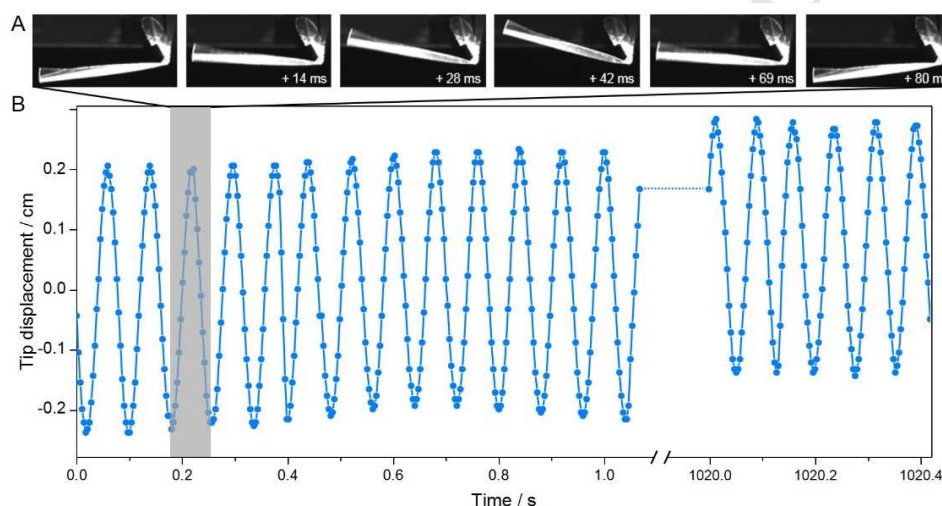 A
+ 14 ms
+ 28 ms
+ 42 ms
+ 69 ms
+ 80 ms
B
Tip displacement / cm
0.2
0.1
0.0
-0.1
-0.2
0.0
0.2
0.4
0.6
0.8
1.0
1020.0
1020.2
1020.4
Time / s